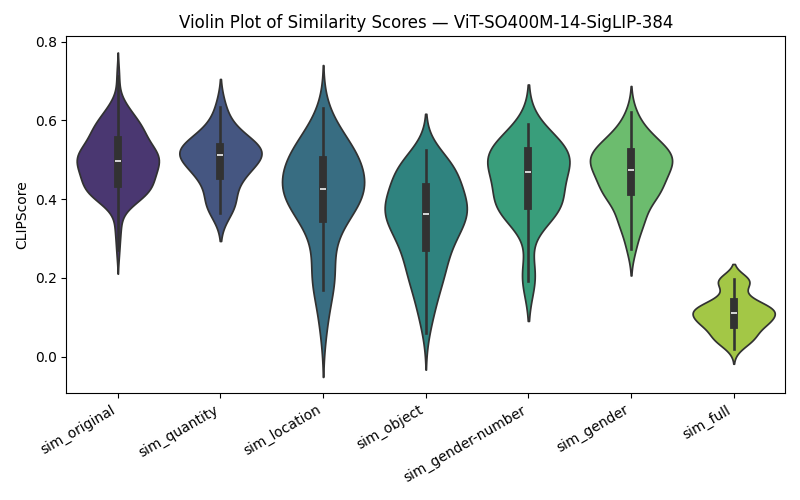 Violin Plot of Similarity Scores — ViT-SO400M-14-SigLIP-384
CLIPScore
0.8
0.6
0.4
0.2
0.0
sim_original
sim_quantity
sim_location
sim_object
sim_gender-number
sim_gender
sim_full